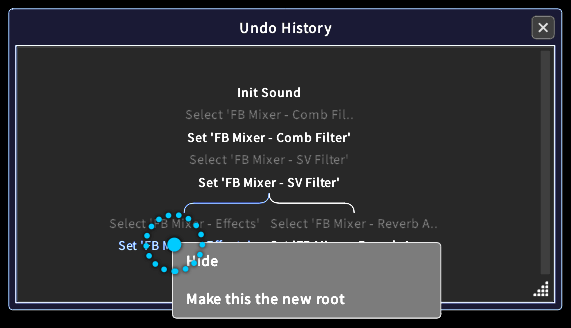 Undo History
Init Sound
Select 'FB Mixer - Comb Fil..
Set 'FB Mixer - Comb Filter'
Select 'FB Mixer - SV Filter'
Set 'FB Mixer - SV Filter'
Select 'FB Mixer - Effects' Select 'FB Mixer - Reverb A..
Set 'FB
Hide
Make this the new root